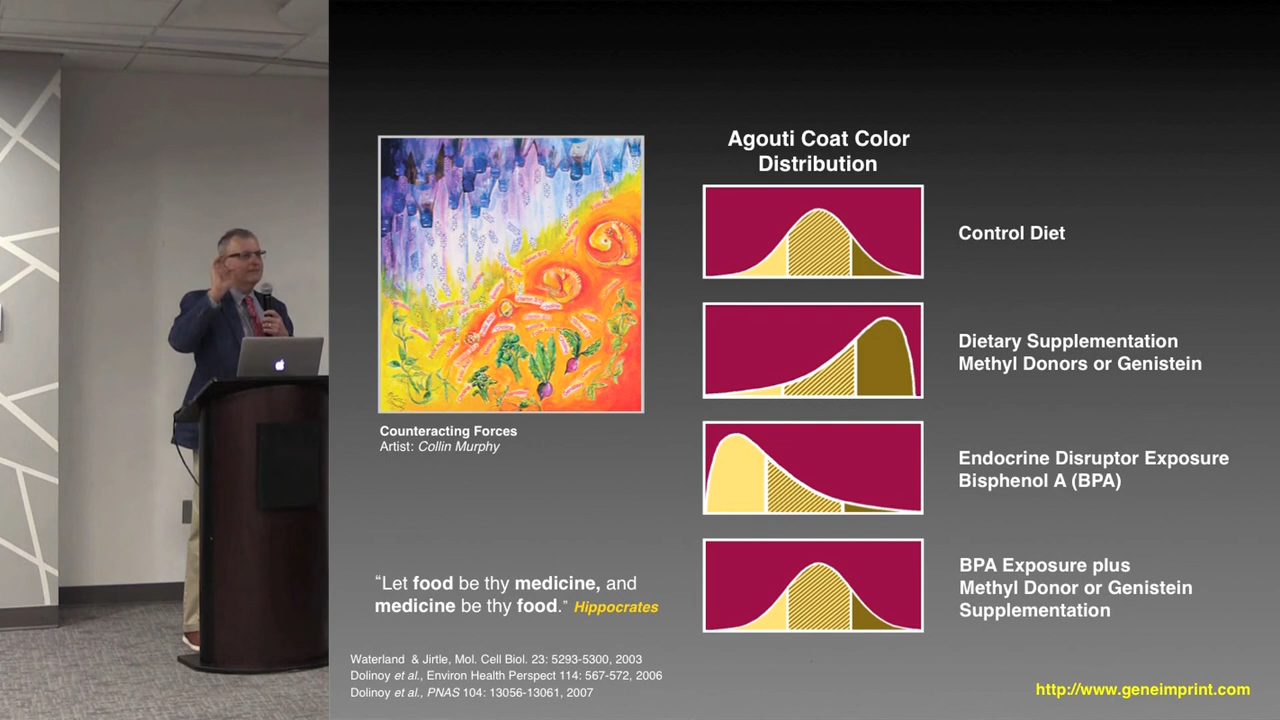 Agouti Coat Color
Distribution
Control Diet
Dietary Supplementation
Methyl Donors or Genistein
Endocrine Disruptor Exposure
Bisphenol A (BPA)
BPA Exposure plus
Methyl Donor or Genistein
Supplementation
Counteracting Forces
Artist: Collin Murphy
“Let food be thy medicine, and
medicine be thy food.” Hippocrates
Waterland & Jirtle, Mol. Cell Biol. 23: 5293-5300, 2003
Dolinoy et al., Environ Health Perspect 114: 567-572, 2006
Dolinoy et al., PNAS 104: 13056-13061, 2007
http://www.geneimprint.com